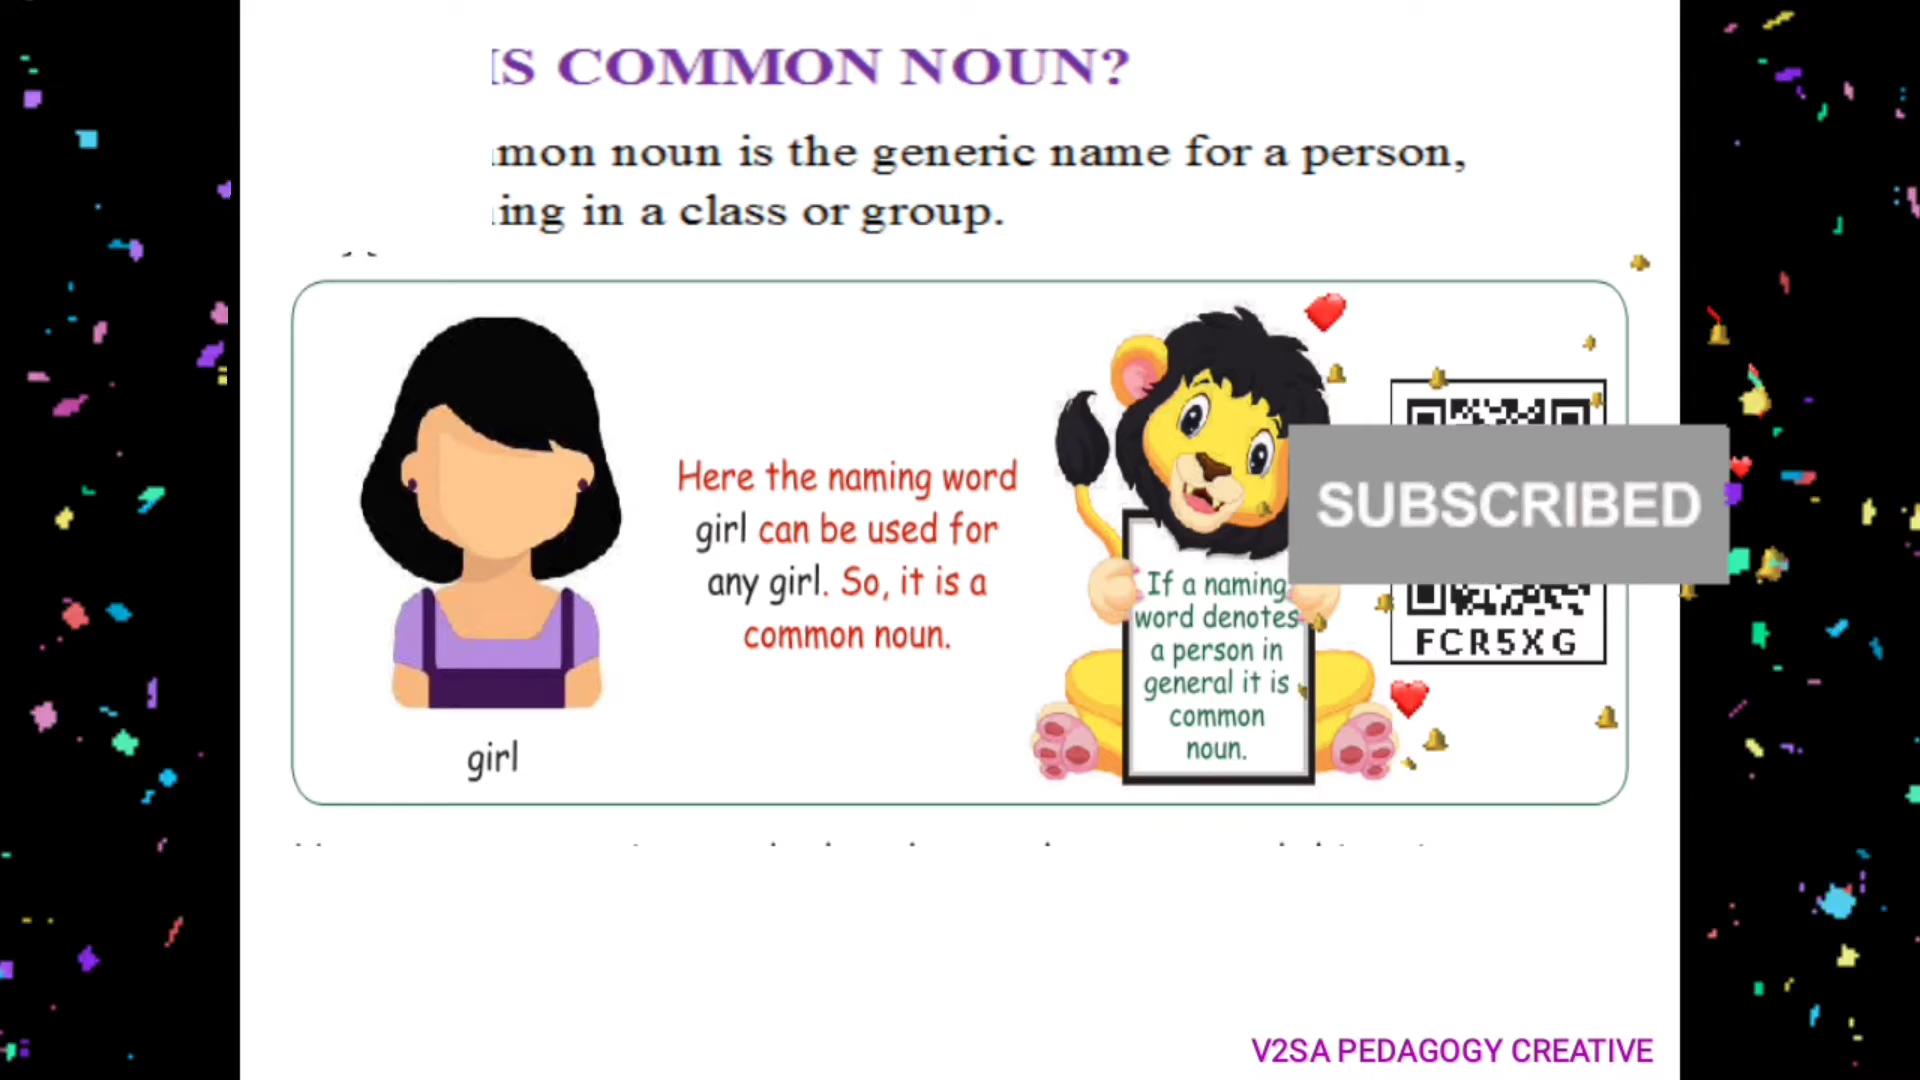 IS COMMON NOUN?
mon noun is the generic name for a person,
ing in a class or group.
Here the naming word
girl can be used for
any girl. So, it is a
common noun.
girl
If a naming
word denotes
a person in
general it is
common
noun.
SUBSCRIBED
FCR5XG
V2SA PEDAGOGY CREATIVE